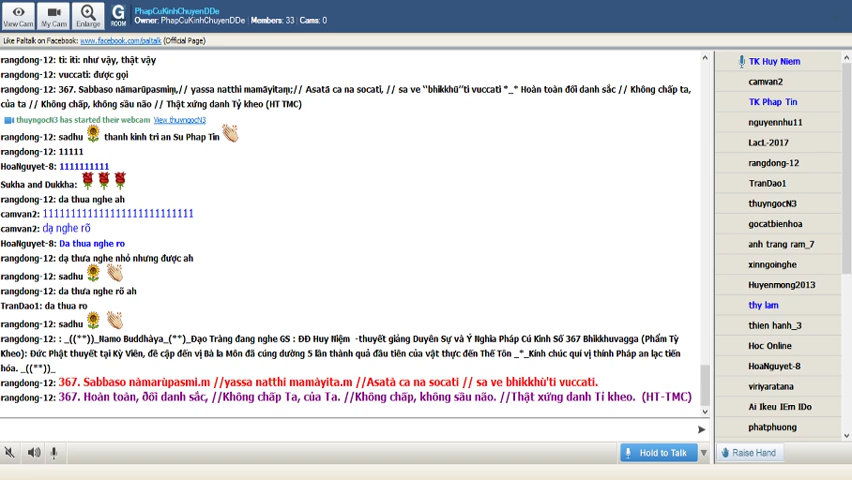 View Cam
My Cam
Enlarge
G
ROOM
PhapCuKinhChuyenDDe
Owner: PhapCuKinhChuyenDDe | Members: 33 | Cams: 0
Like Paltalk on Facebook: www.facebook.com/paltalk (Official Page)
rangdong-12: ti: iti: như vậy, thật vậy
rangdong-12: vuccati: được gọi
rangdong-12: 367. Sabbaso nāmarūpasmiṃ,// yassa natthi mamāyitaṃ;// Asatā ca na socati, // sa ve "bhikkhū"ti vuccati *_* Hoàn toàn đối danh sắc // Không chấp ta,
của ta // Không chấp, không sầu não // Thật xứng danh Tỷ kheo (HT TMC)
thuyngocN3 has started their webcam View thuyngocN3
rangdong-12: sadhu thanh kinh tri an Su Phap Tin
rangdong-12: 11111
HoaNguyet-8: 1111111111
Sukha and Dukkha:
rangdong-12: da thua nghe ah
camvan2: 11111111111111111111111111111
camvan2: dạ nghe rõ
HoaNguyet-8: Da thua nghe ro
rangdong-12: dạ thưa nghe nhỏ nhưng được ah
rangdong-12: sadhu
rangdong-12: da thưa nghe rõ ah
TranDao1: da thua ro
rangdong-12: sadhu
rangdong-12: : _((**)_Namo Buddhàya_(**)_Đạo Tràng đang nghe GS : ĐĐ Huy Niệm -thuyết giảng Duyên Sự và Ý Nghĩa Pháp Cú Kinh Số 367 Bhikkhuvagga (Phẩm Tỳ
Kheo): Đức Phật thuyết tại Kỳ Viên, đề cập đến vị Bà la Môn đã cúng dường 5 lần thành quả đầu tiên của vật thực đến Thế Tôn _*_Kính chúc quí vị thính Pháp an lạc tiến
hóa. _((**)_
rangdong-12: 367. Sabbaso nàmarùpasmi.m //yassa natthi mamàyita.m //Asatà ca na socati // sa ve bhikkhù'ti vuccati.
rangdong-12: 367. Hoàn toàn, đối danh sắc, //Không chấp Ta, của Ta. //Không chấp, không sầu não. //Thật xứng danh Tỉ kheo. (HT-TMC)
TK Huy Niem
camvan2
TK Phap Tin
nguyennhu11
LacL-2017
rangdong-12
TranDao1
thuyngocN3
gocatbienhoa
anh trang ram_7
xinngoinghe
Huyenmong2013
thy lam
thien hanh_3
Hoc Online
HoaNguyet-8
viryaratana
Ai lkeu IEm IDo
phatphuong
Hold to Talk
Raise Hand